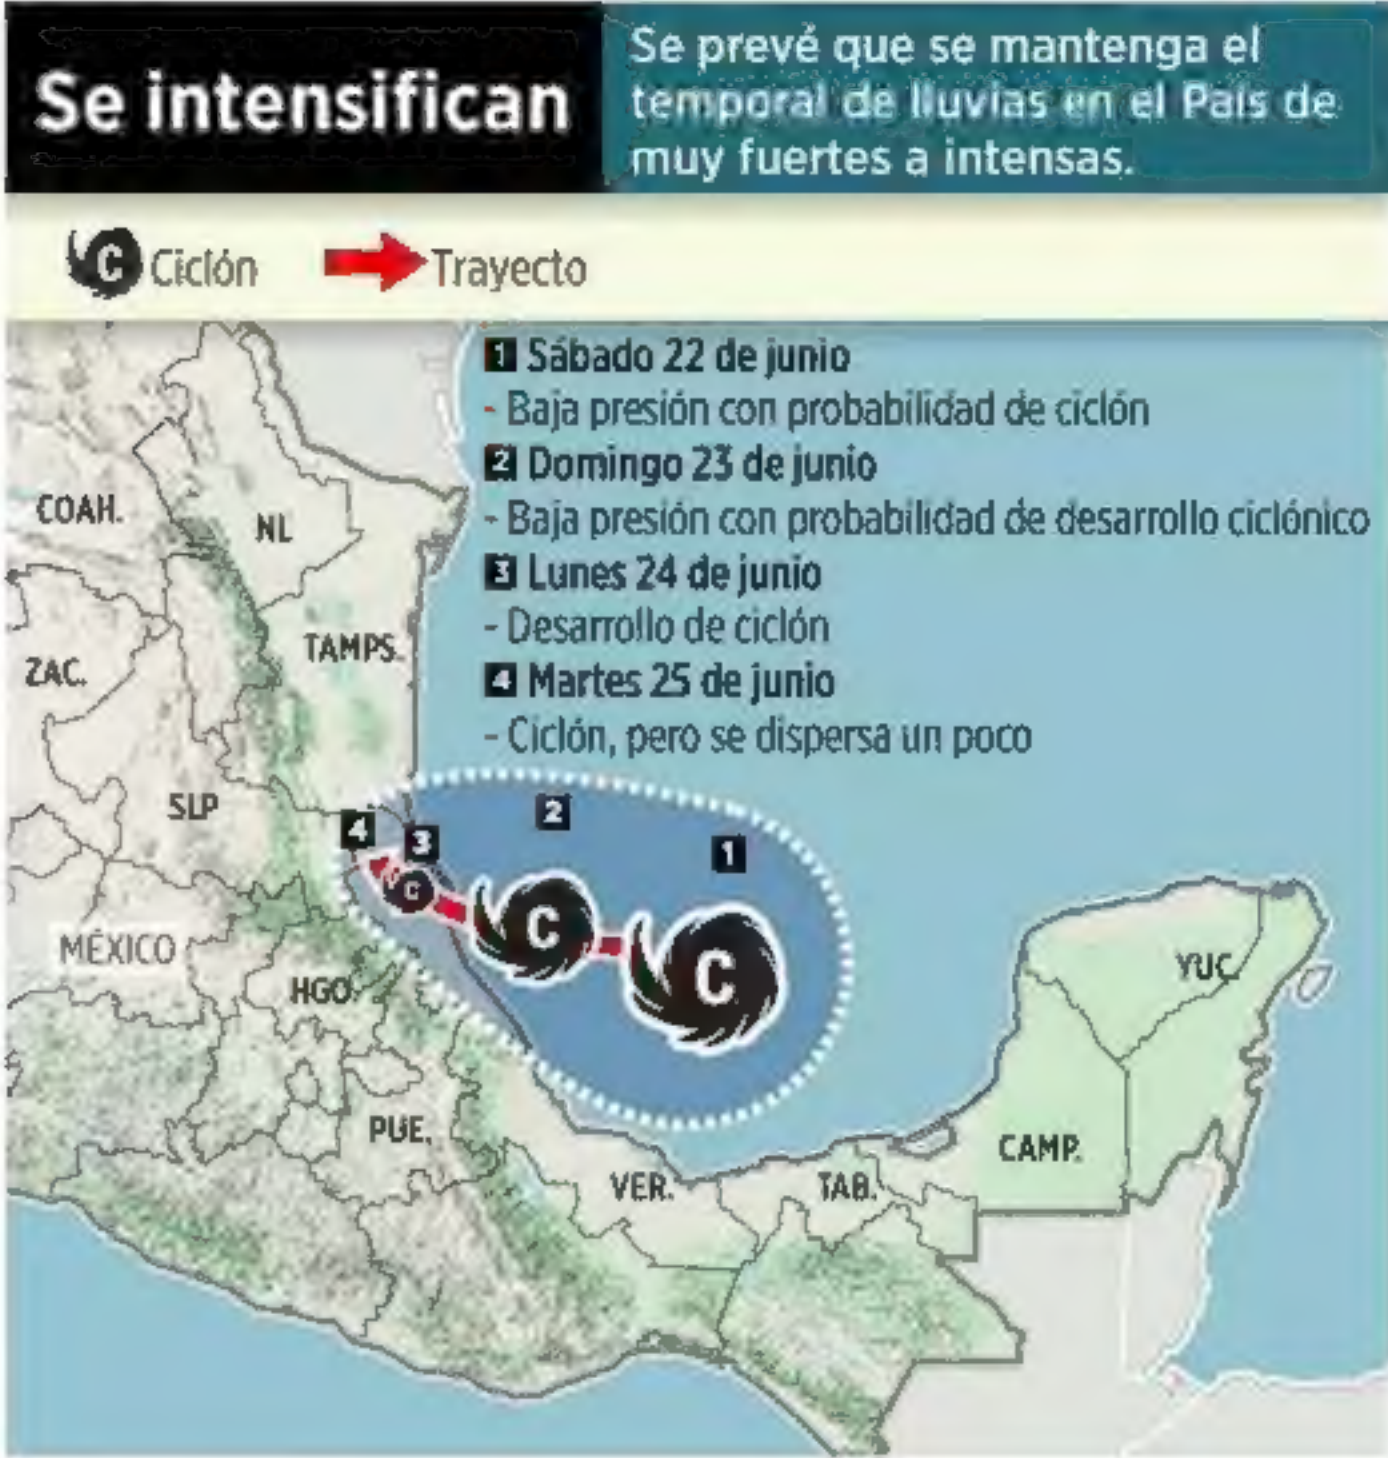 Se intensifican
Se prevé que se mantenga el
temporal de lluvias en el País de
muy fuertes a intensas.
C Ciclón
Trayecto
1 Sábado 22 de junio
- Baja presión con probabilidad de ciclón
2 Domingo 23 de junio
- Baja presión con probabilidad de desarrollo ciclónico
3 Lunes 24 de junio
- Desarrollo de ciclón
4 Martes 25 de junio
- Ciclón, pero se dispersa un poco
COAH.
NL
TAMPS.
ZAC.
SLP
4
3
2
1
C
C
C
MÉXICO
HGO.
YUC.
PUE.
VER.
TAB.
CAMP.